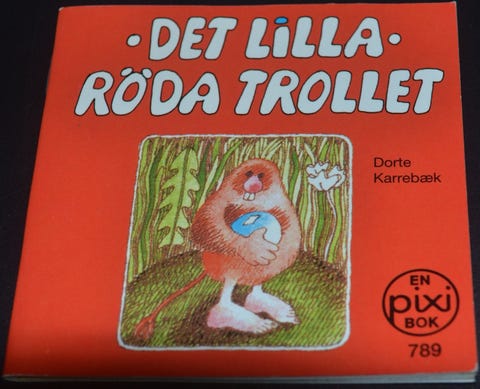 · DET LILLA ·
RÖDA TROLLET
Dorte
Karrebæk
EN
pixi
BOK
789